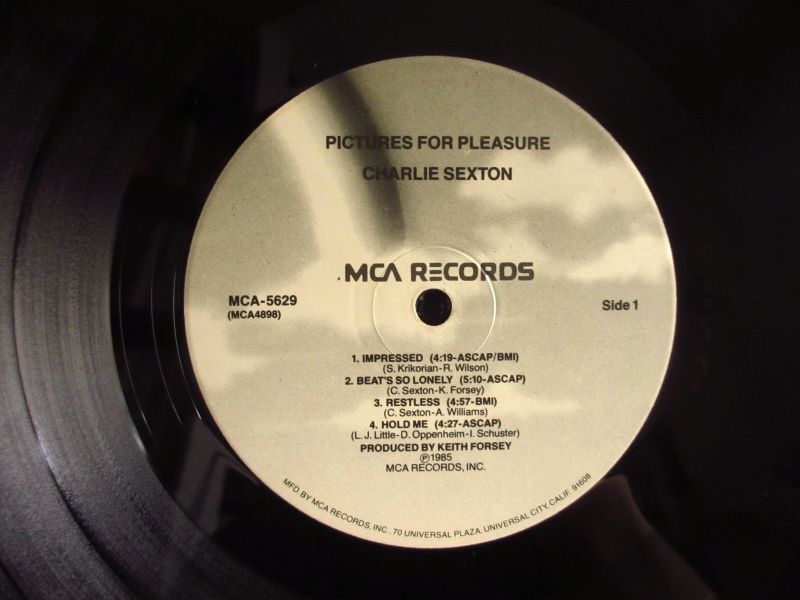 PICTURES FOR PLEASURE
CHARLIE SEXTON
MCA RECORDS
MCA-5629
(MCA4898)
Side 1
1. IMPRESSED (4:19-ASCAP/BMI)
(S. Krikorian-R. Wilson)
2. BEAT'S SO LONELY (5:10-ASCAP)
(C. Sexton-K. Forsey)
3. RESTLESS (4:57-BMI)
(C. Sexton-A. Williams)
4. HOLD ME (4:27-ASCAP)
(L. J. Little-D. Oppenheim-I. Schuster)
PRODUCED BY KEITH FORSEY
℗1985
MCA RECORDS, INC.
MFD. BY MCA RECORDS, INC., 70 UNIVERSAL PLAZA, UNIVERSAL CITY, CALIF. 91608